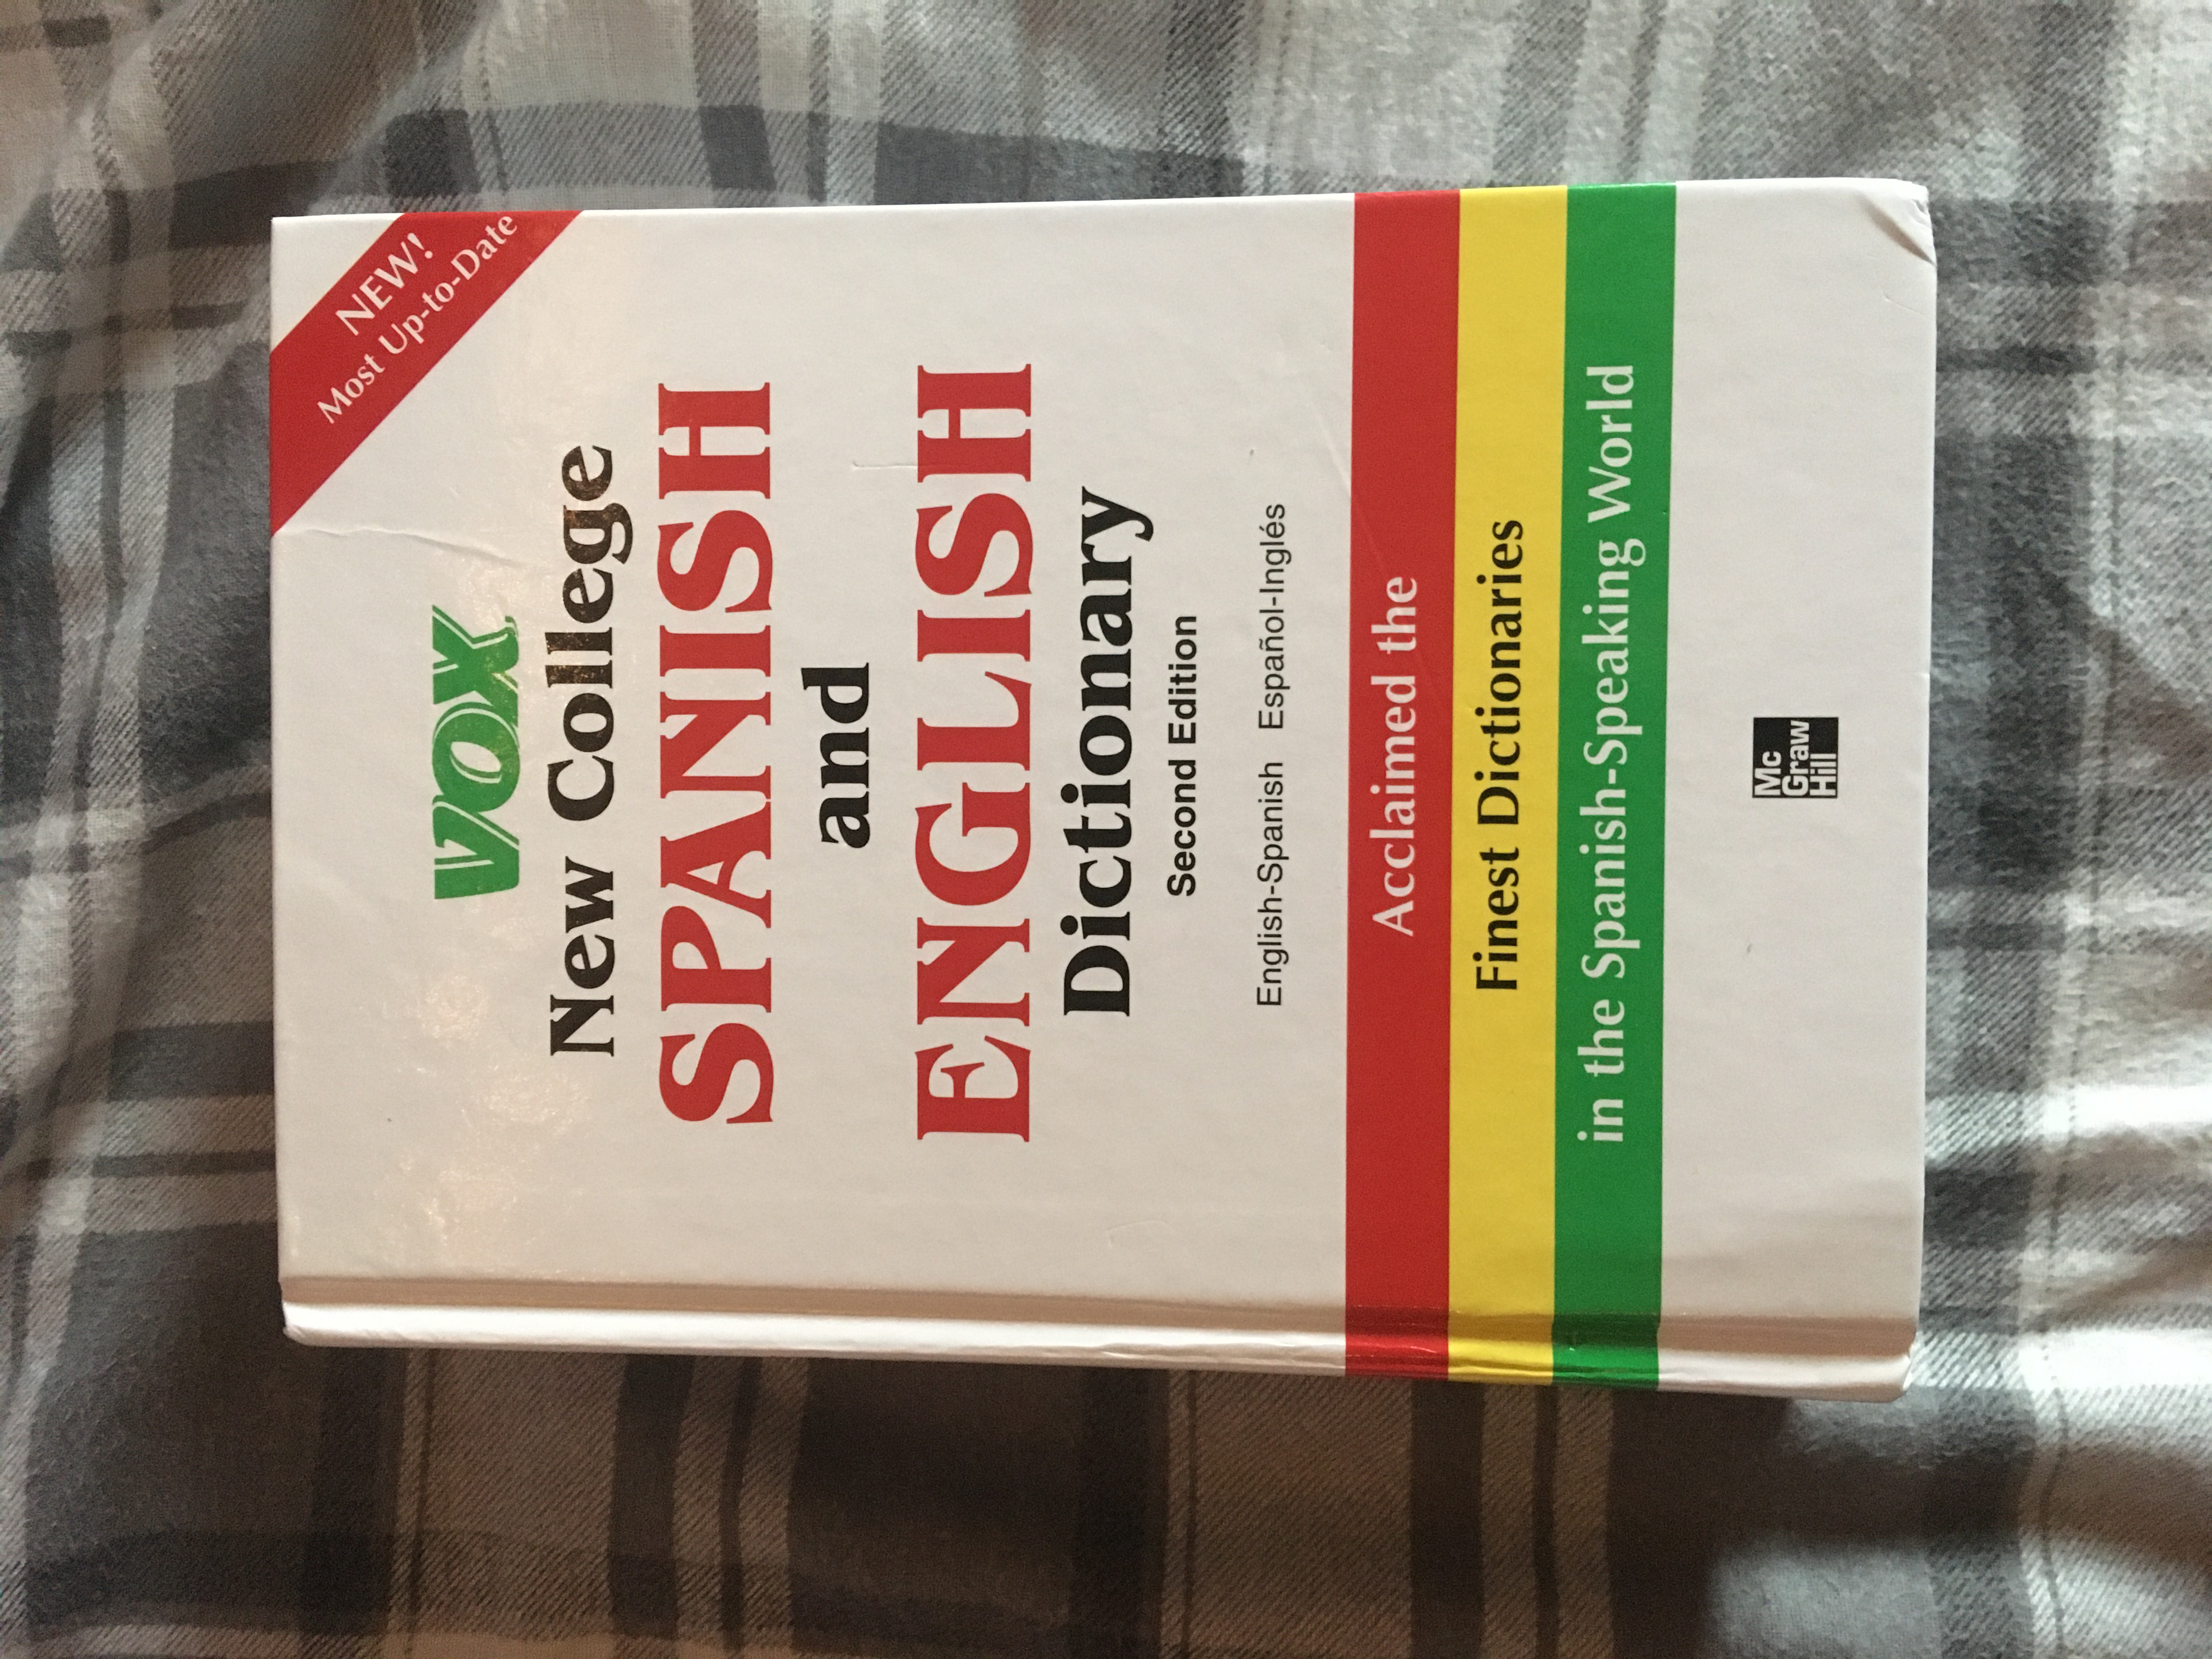 NEW!
Most Up-to-Date
VOX
New College
SPANISH
and
ENGLISH
Dictionary
Second Edition
English-Spanish Español-Inglés
Acclaimed the
Finest Dictionaries
in the Spanish-Speaking World
Mc
Graw
Hill